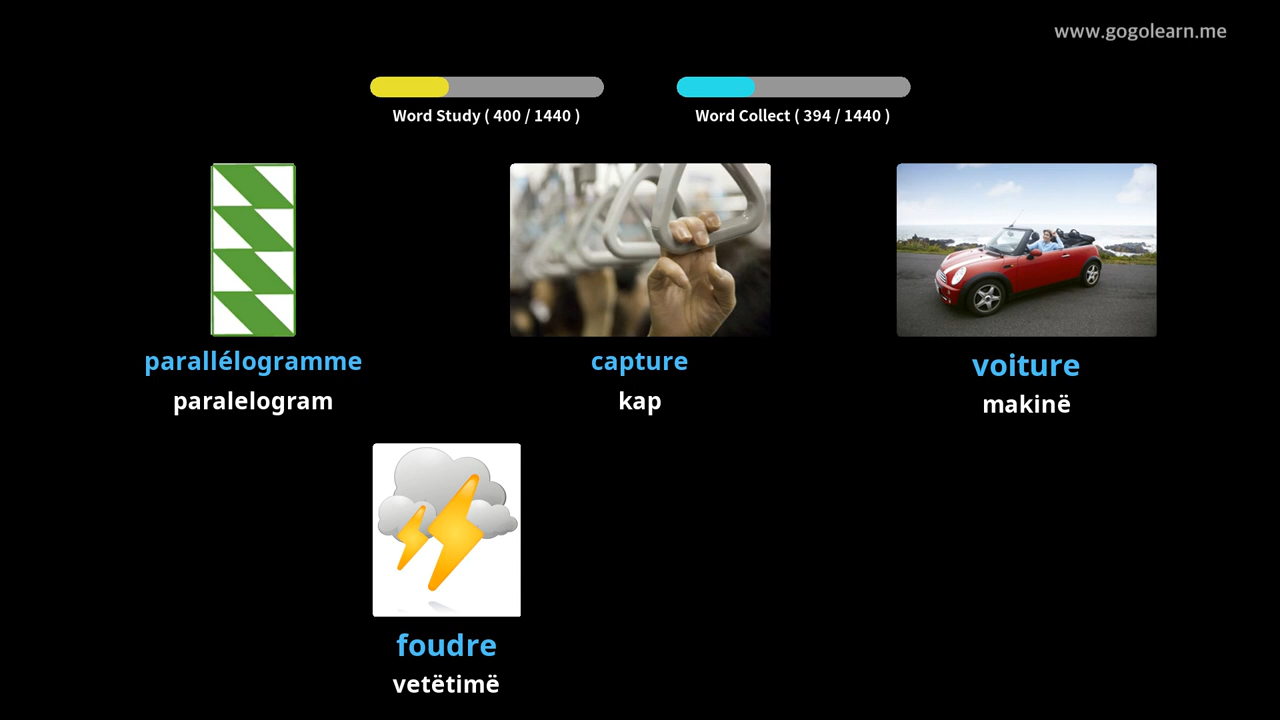 www.gogolearn.me
Word Study ( 400 / 1440 )
Word Collect ( 394 / 1440 )
parallélogramme
paralelogram
capture
kap
voiture
makinë
foudre
vetëtimë